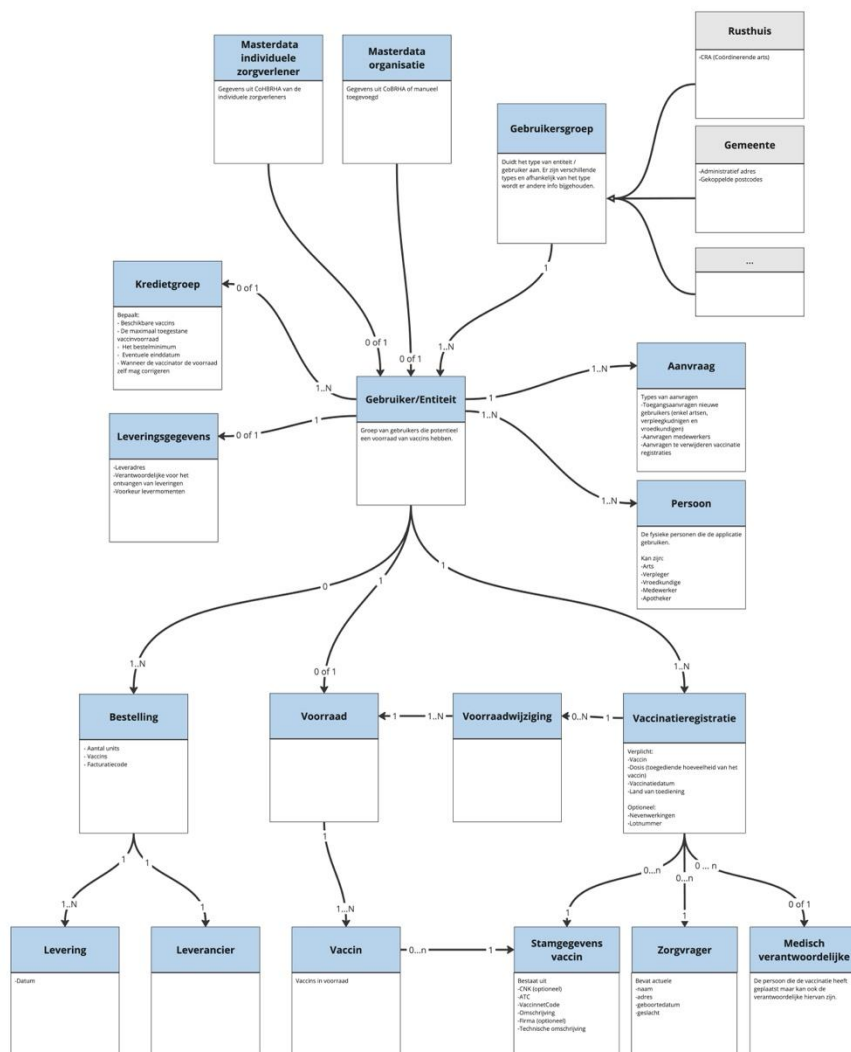 Masterdata
individuele
zorgverlener
Gegevens uit CoHBRHA van de
individuele zorgverleners
Masterdata
organisatie
Gegevens uit CoBRHA of manueel
toegevoegd
Gebruikersgroep
Duidt het type van entiteit /
gebruiker aan. Er zijn verschillende
types en afhankelijk van het type
wordt er andere info bijgehouden.
Rusthuis
-CRA (Coördinerende arts)
Gemeente
-Administratief adres
-Gekoppelde postcodes
...
1
1..N
0 of 1
0 of 1
Kredietgroep
Bepaalt:
- Beschikbare vaccins
- De maximaal toegestane
vaccinvoorraad
- Het bestelminimum
- Eventuele einddatum
- Wanneer de vaccinator de voorraad
zelf mag corrigeren
0 of 1
1..N
Leveringsgegevens
-Leveradres
-Verantwoordelijke voor het
ontvangen van leveringen
-Voorkeur levermomenten
0 of 1
1
Gebruiker/Entiteit
Groep van gebruikers die potentieel
een voorraad van vaccins hebben.
1
1..N
1..N
1..N
Aanvraag
Types van aanvragen
-Toegangsaanvragen nieuwe
gebruikers (enkel artsen,
verpleegkudnigen en
vroedkundigen)
-Aanvragen medewerkers
-Aanvragen te verwijderen vaccinatie
registraties
Persoon
De fysieke personen die de applicatie
gebruiken.
Kan zijn:
-Arts
-Verpleger
-Vroedkundige
-Medewerker
-Apotheker
0
1
1
1..N
0 of 1
1..N
Bestelling
- Aantal units
- Vaccins
- Facturatiecode
Voorraad
1
1..N
Voorraadwijziging
0..N
1
Vaccinatieregistratie
Verplicht:
-Vaccin
-Dosis (toegediende hoeveelheid van het
vaccin)
-Vaccinatiedatum
-Land van toediening
Optioneel:
-Nevenwerkingen
-Lotnummer
1
1
1
0...n
0...n
0 ... n
1..N
1
1...N
1
1
0 of 1
Levering
-Datum
Leverancier
Vaccin
Vaccins in voorraad
0...n
1
Stamgegevens
vaccin
Bestaat uit
-CNK (optioneel)
-ATC
-VaccinnetCode
-Omschrijving
-Firma (optioneel)
-Technische omschrijving
Zorgvrager
Bevat actuele
-naam
-adres
-geboortedatum
-geslacht
Medisch
verantwoordelijke
De persoon die de vaccinatie heeft
geplaatst maar kan ook de
verantwoordelijke hiervan zijn.